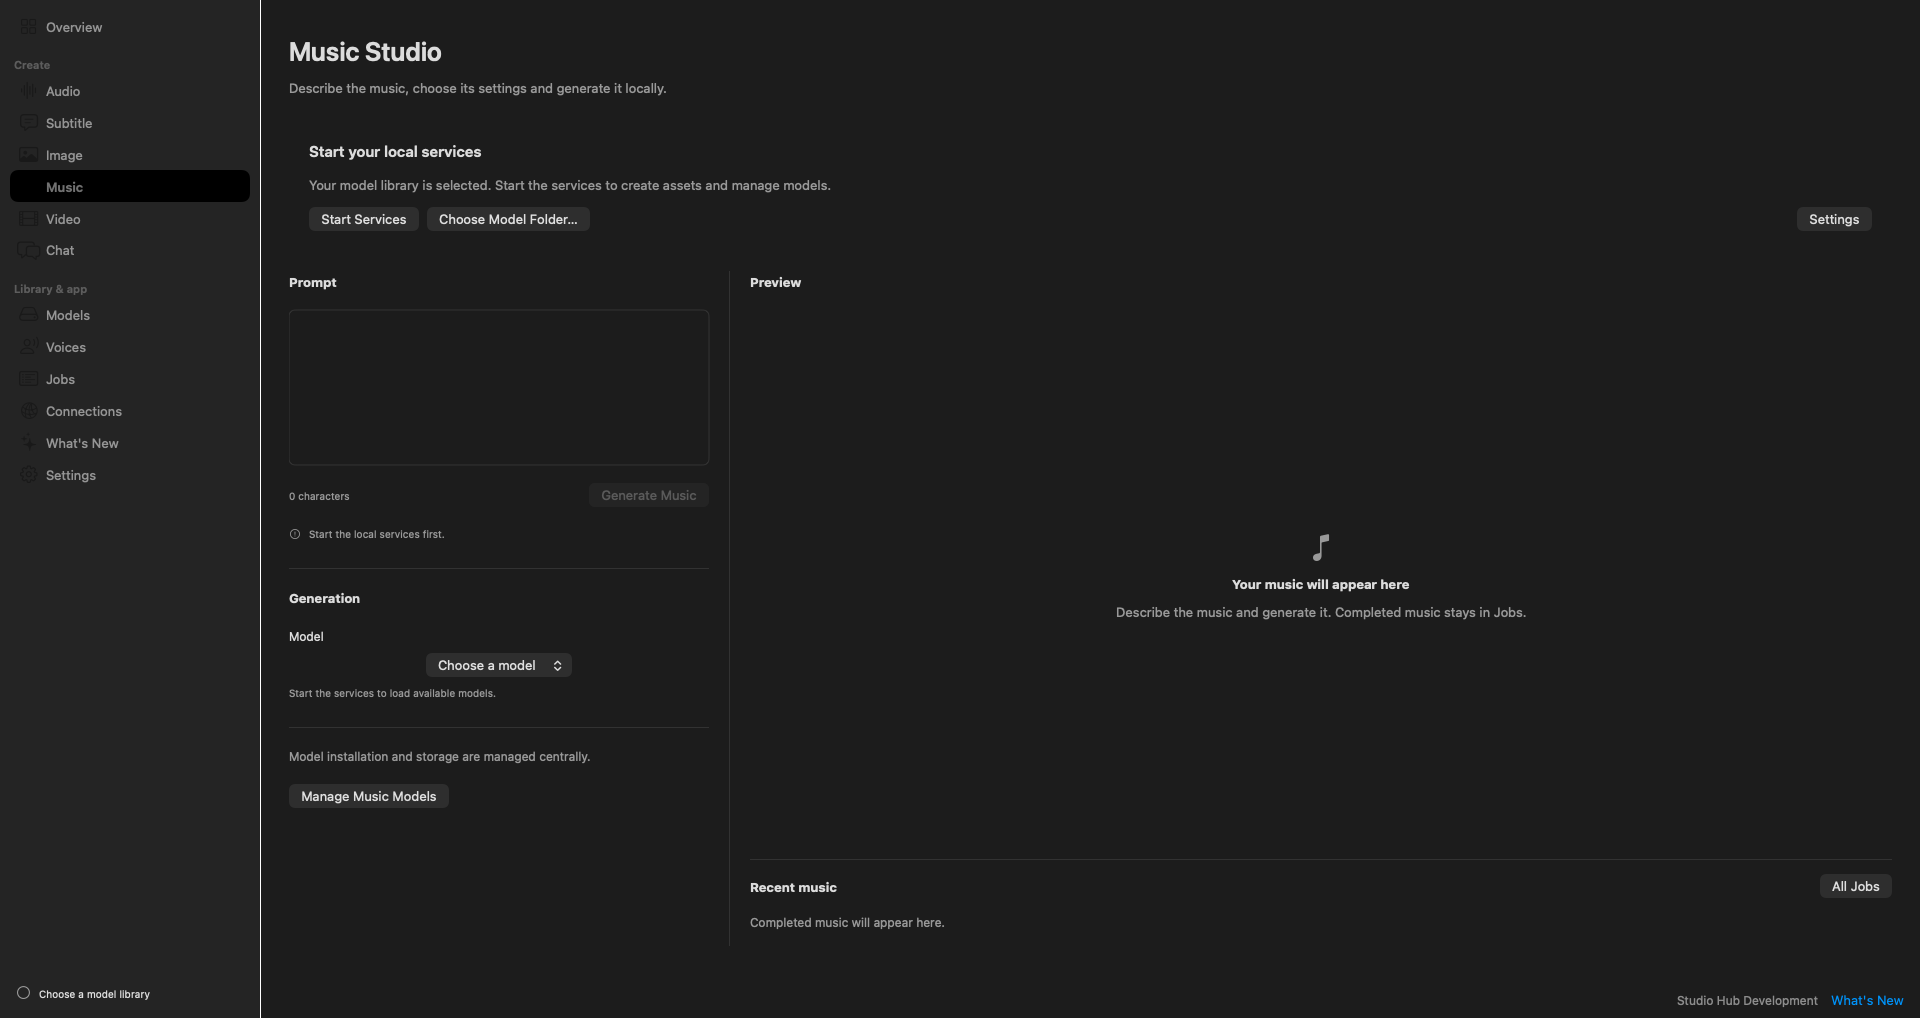 Overview
Create
Audio
Subtitle
Image
Music
Video
Chat
Library & app
Models
Voices
Jobs
Connections
What's New
Settings
Choose a model library
Music Studio
Describe the music, choose its settings and generate it locally.
Start your local services
Your model library is selected. Start the services to create assets and manage models.
Start Services
Choose Model Folder...
Settings
Prompt
0 characters
Generate Music
Start the local services first.
Generation
Model
Choose a model
Start the services to load available models.
Model installation and storage are managed centrally.
Manage Music Models
Preview
Your music will appear here
Describe the music and generate it. Completed music stays in Jobs.
Recent music
All Jobs
Completed music will appear here.
Studio Hub Development
What's New